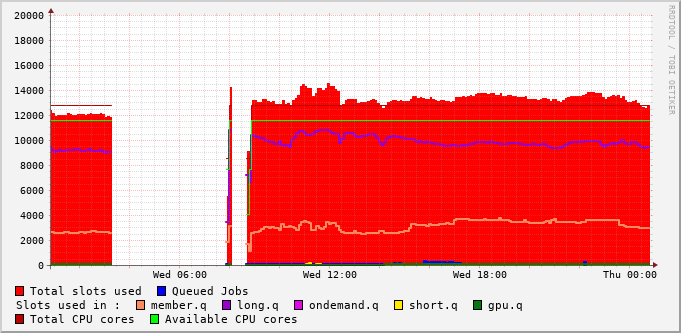 RRDTOOL / TOBI OETIKER
20000
18000
16000
14000
12000
10000
8000
6000
4000
2000
0
Wed 06:00 Wed 12:00 Wed 18:00 Thu 00:00
Total slots used Queued Jobs
Slots used in : member.q long.q ondemand.q short.q gpu.q
Total CPU cores Available CPU cores